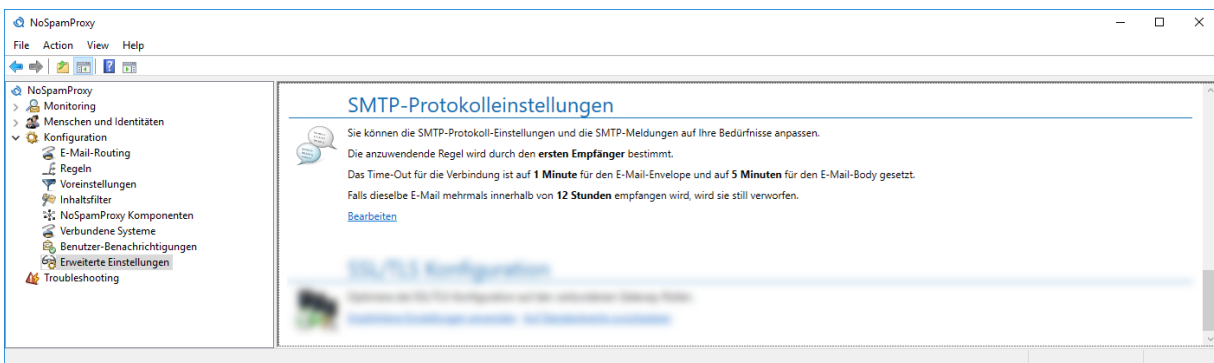 NoSpamProxy
File Action View Help
NoSpamProxy
Monitoring
Menschen und Identitäten
Konfiguration
E-Mail-Routing
Regeln
Voreinstellungen
Inhaltsfilter
NoSpamProxy Komponenten
Verbundene Systeme
Benutzer-Benachrichtigungen
Erweiterte Einstellungen
Troubleshooting
SMTP-Protokolleinstellungen
Sie können die SMTP-Protokoll-Einstellungen und die SMTP-Meldungen auf Ihre Bedürfnisse anpassen.
Die anzuwendende Regel wird durch den ersten Empfänger bestimmt.
Das Time-Out für die Verbindung ist auf 1 Minute für den E-Mail-Envelope und auf 5 Minuten für den E-Mail-Body gesetzt.
Falls dieselbe E-Mail mehrmals innerhalb von 12 Stunden empfangen wird, wird sie still verworfen.
Bearbeiten
SSL/TLS Konfiguration